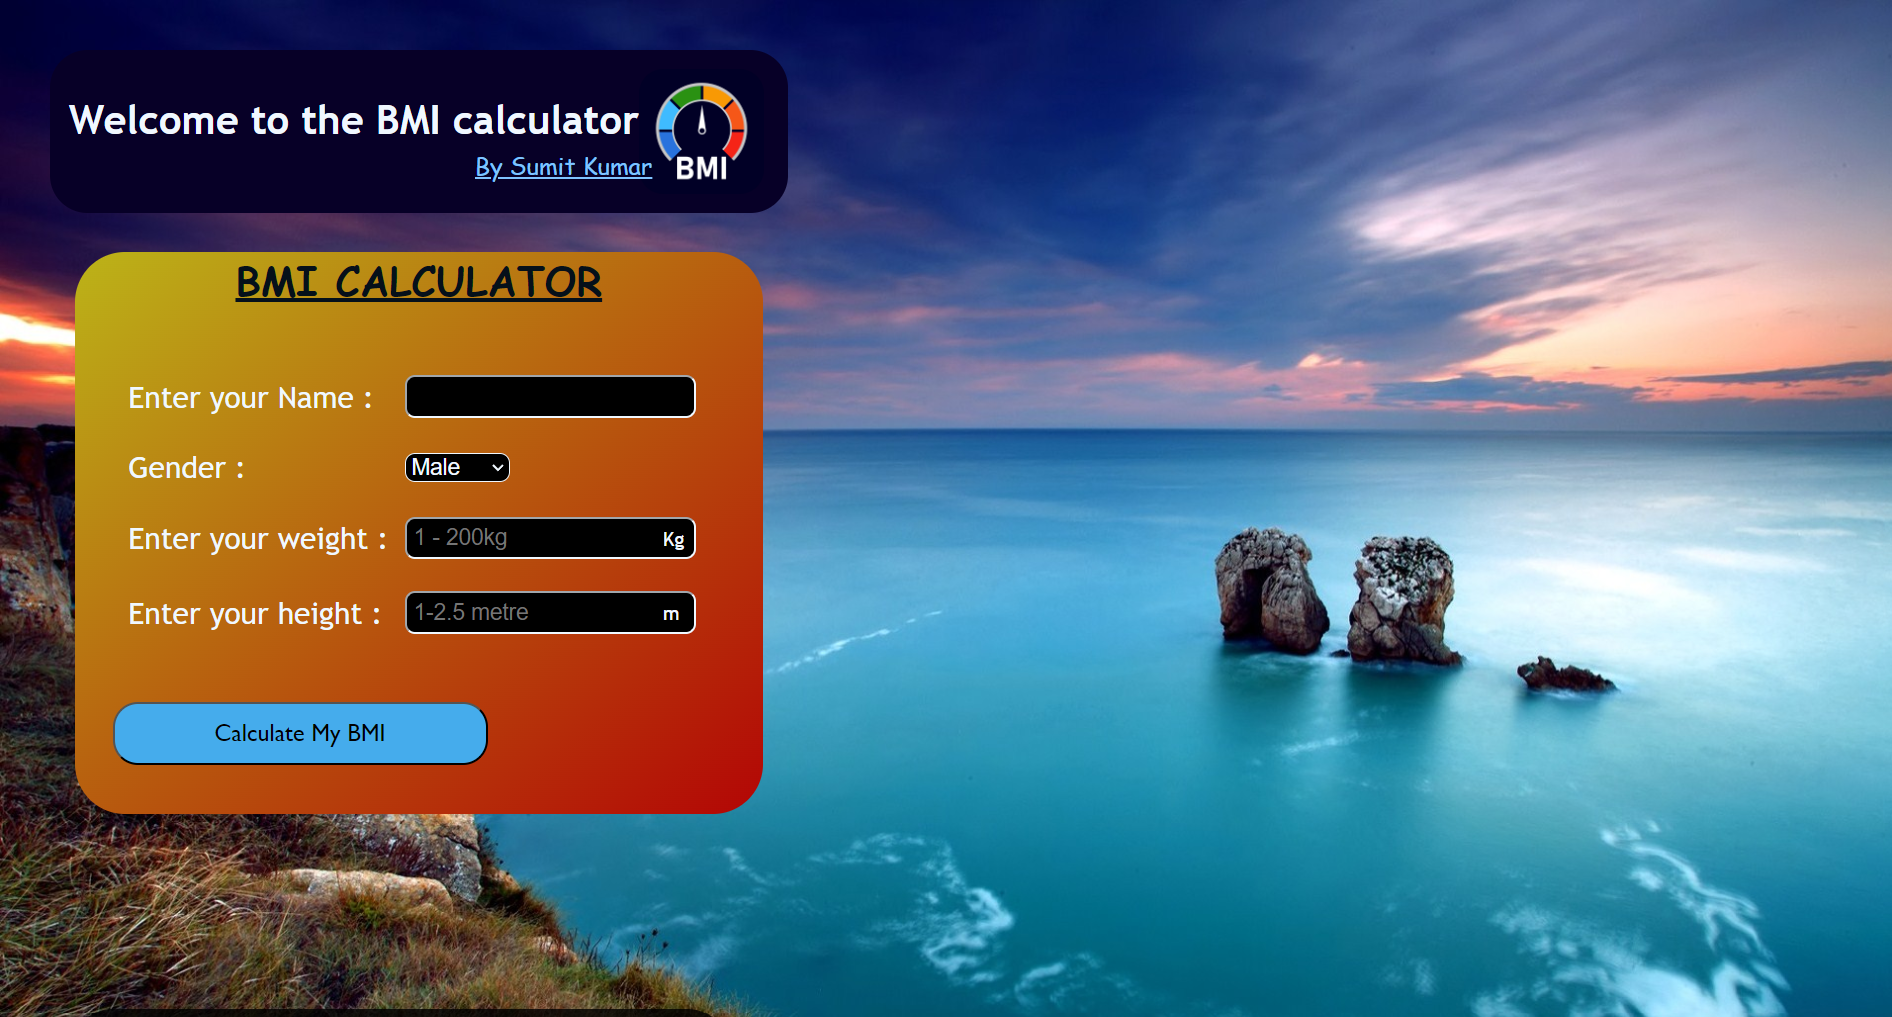 Welcome to the BMI calculator
By Sumit Kumar
BMI
BMI CALCULATOR
Enter your Name :
Gender : Male
Enter your weight : 1 - 200kg Kg
Enter your height : 1-2.5 metre m
Calculate My BMI